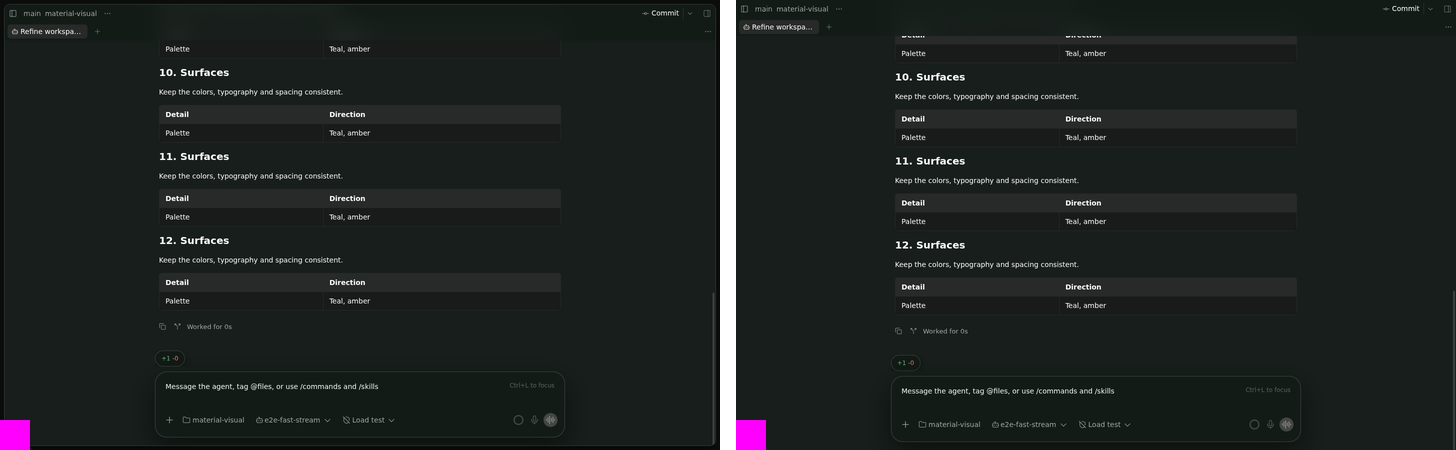 main material-visual ···
Commit
Refine workspa... +
Palette Teal, amber
10. Surfaces
Keep the colors, typography and spacing consistent.
Detail Direction
Palette Teal, amber
11. Surfaces
Keep the colors, typography and spacing consistent.
Detail Direction
Palette Teal, amber
12. Surfaces
Keep the colors, typography and spacing consistent.
Detail Direction
Palette Teal, amber
Worked for 0s
+1 -0
Message the agent, tag @files, or use /commands and /skills
Ctrl+L to focus
+ material-visual e2e-fast-stream Load test
main material-visual ···
Commit
Refine workspa... +
Detail Direction
Palette Teal, amber
10. Surfaces
Keep the colors, typography and spacing consistent.
Detail Direction
Palette Teal, amber
11. Surfaces
Keep the colors, typography and spacing consistent.
Detail Direction
Palette Teal, amber
12. Surfaces
Keep the colors, typography and spacing consistent.
Detail Direction
Palette Teal, amber
Worked for 0s
+1 -0
Message the agent, tag @files, or use /commands and /skills
Ctrl+L to focus
+ material-visual e2e-fast-stream Load test